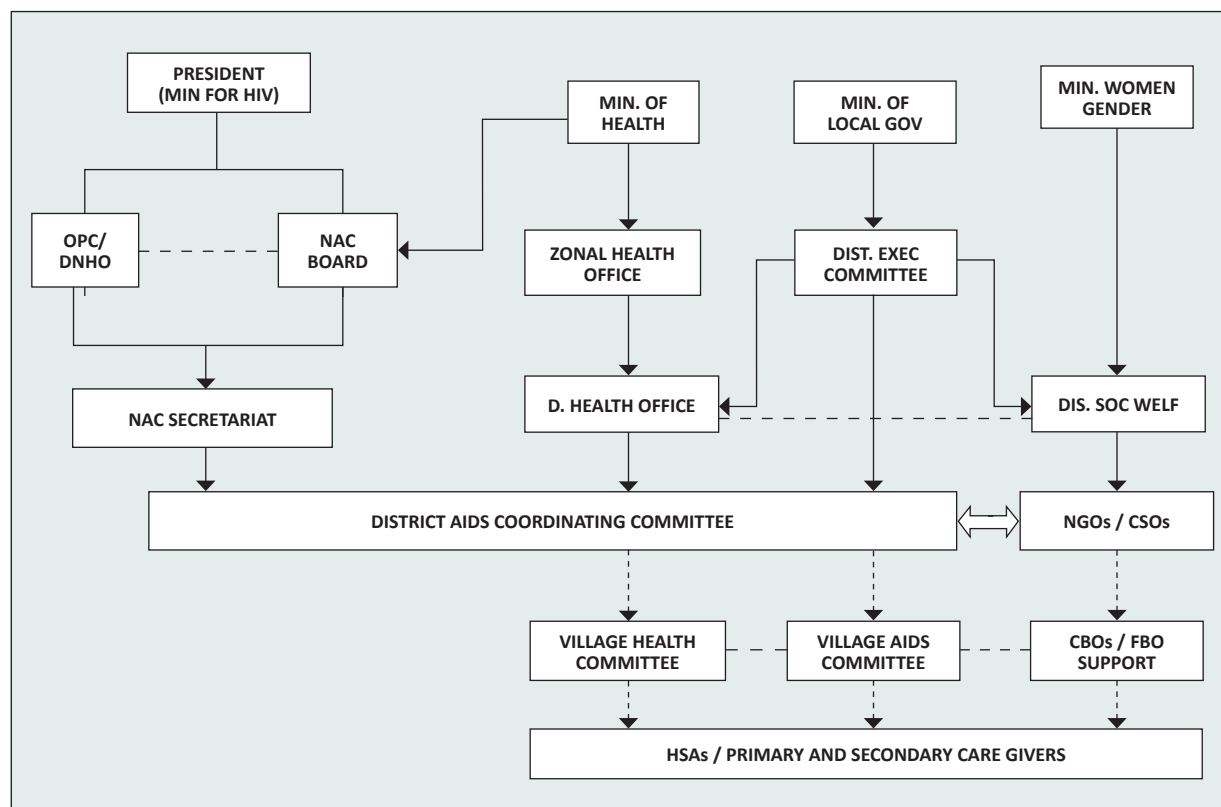 PRESIDENT
(MIN FOR HIV)
MIN. OF
HEALTH
MIN. OF
LOCAL GOV
MIN. WOMEN
GENDER
OPC/
DNHO
NAC
BOARD
ZONAL HEALTH
OFFICE
DIST. EXEC
COMMITTEE
NAC SECRETARIAT
D. HEALTH OFFICE
DIS. SOC WELF
DISTRICT AIDS COORDINATING COMMITTEE
NGOs / CSOs
VILLAGE HEALTH
COMMITTEE
VILLAGE AIDS
COMMITTEE
CBOs / FBO
SUPPORT
HSAs / PRIMARY AND SECONDARY CARE GIVERS